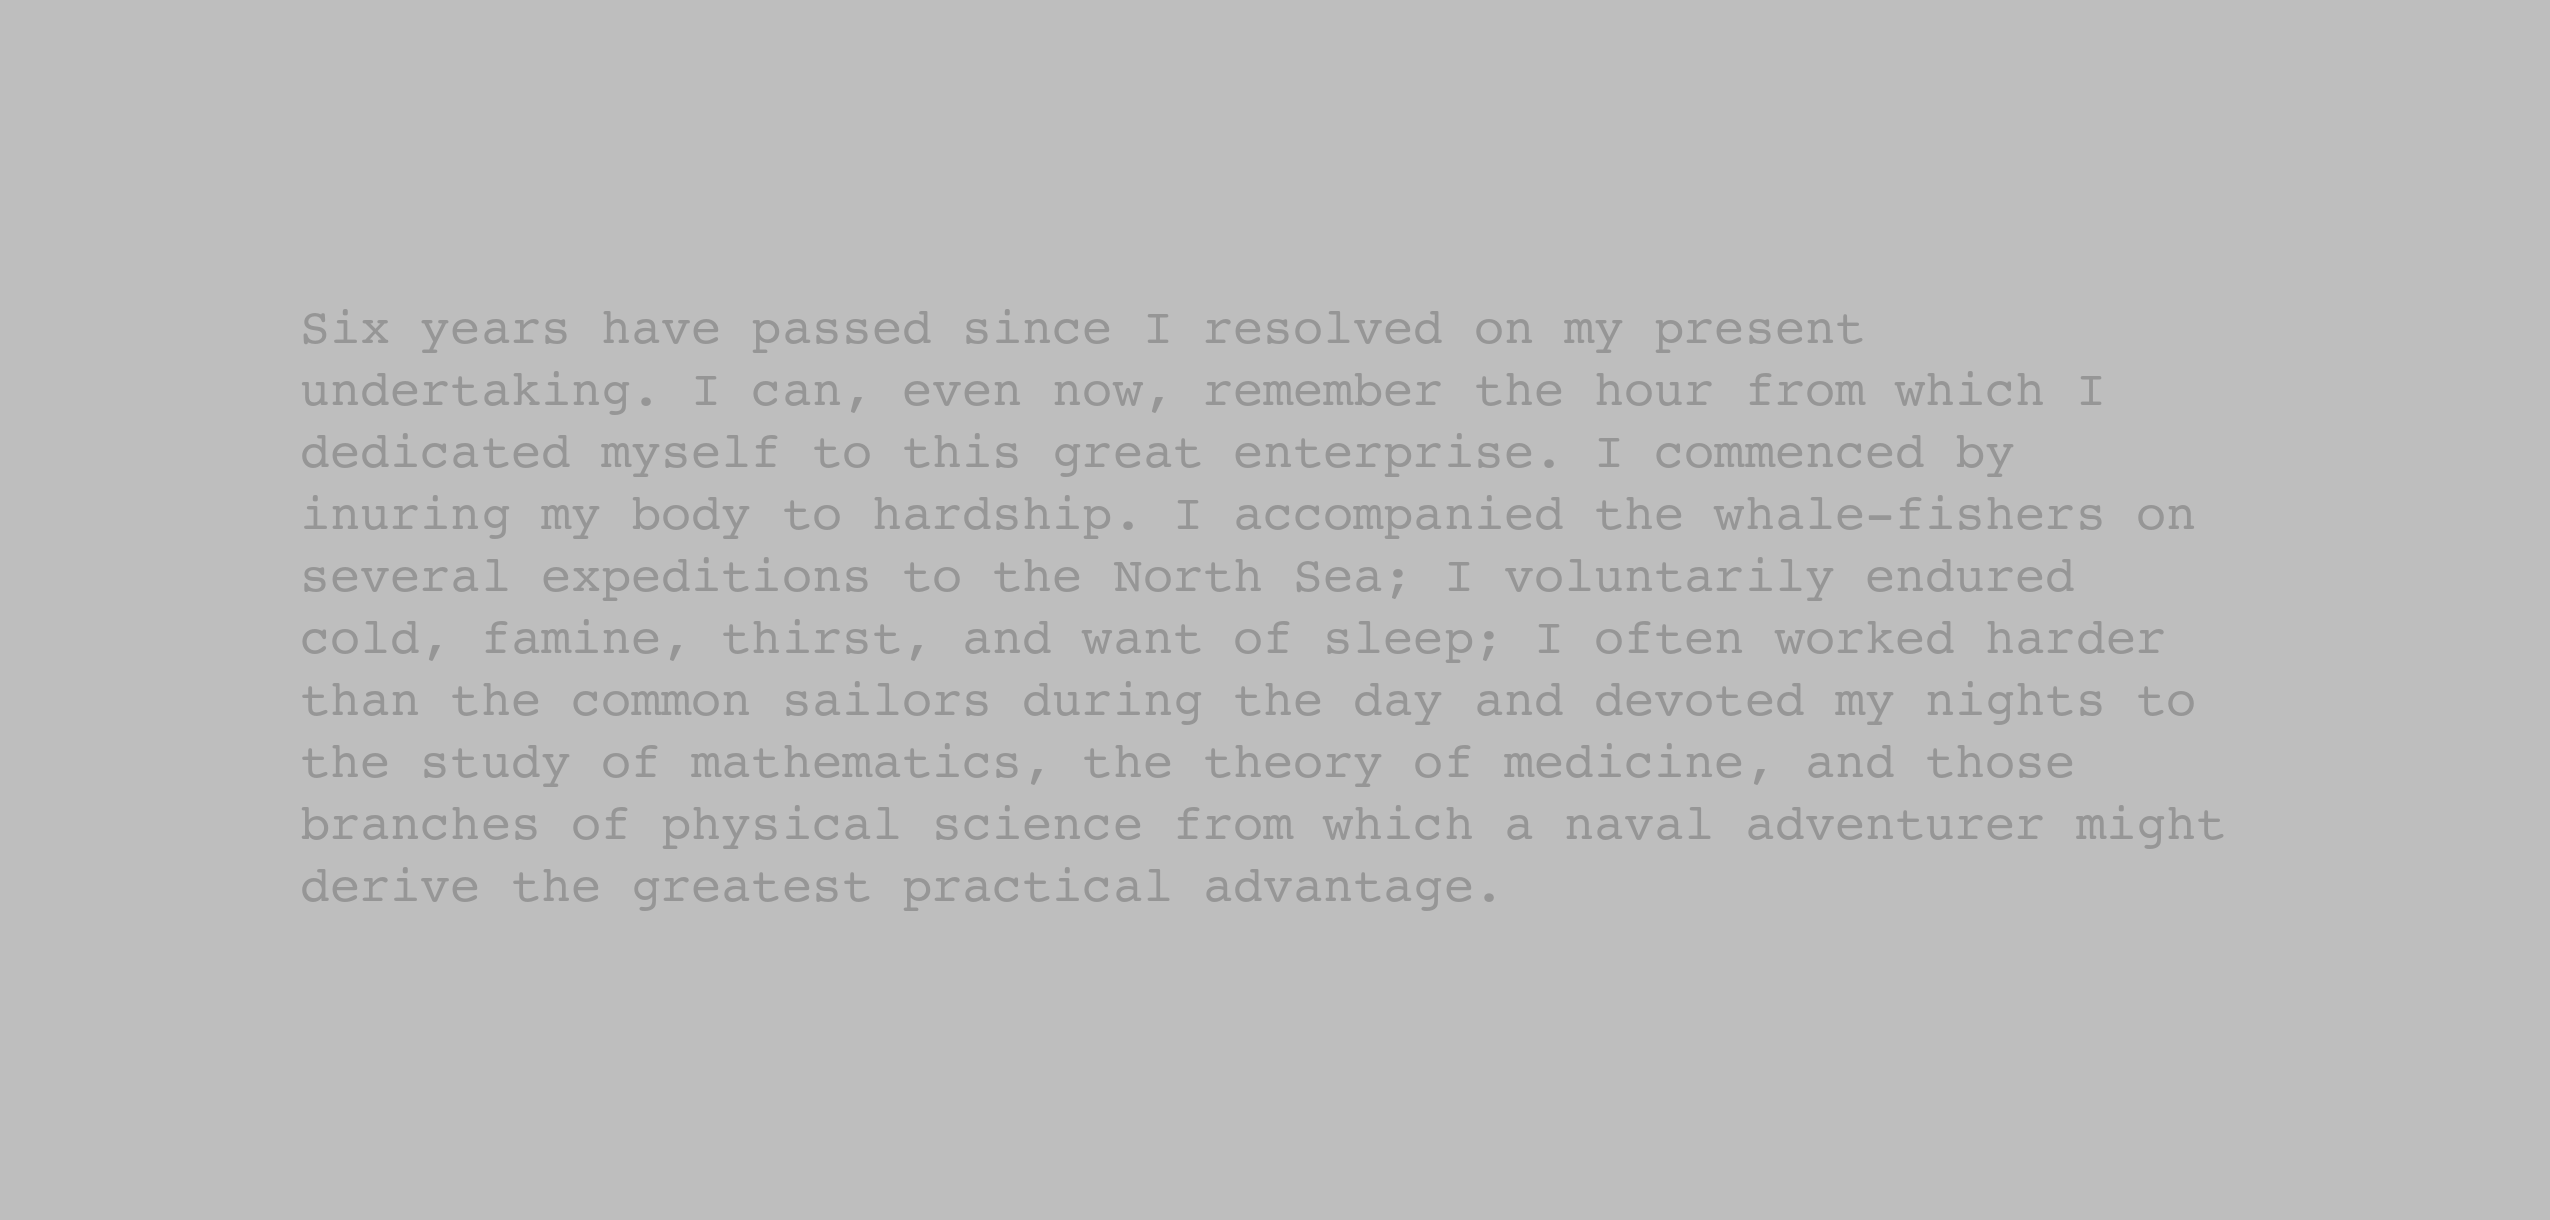 Six years have passed since I resolved on my present
undertaking. I can, even now, remember the hour from which I
dedicated myself to this great enterprise. I commenced by
inuring my body to hardship. I accompanied the whale-fishers on
several expeditions to the North Sea; I voluntarily endured
cold, famine, thirst, and want of sleep; I often worked harder
than the common sailors during the day and devoted my nights to
the study of mathematics, the theory of medicine, and those
branches of physical science from which a naval adventurer might
derive the greatest practical advantage.